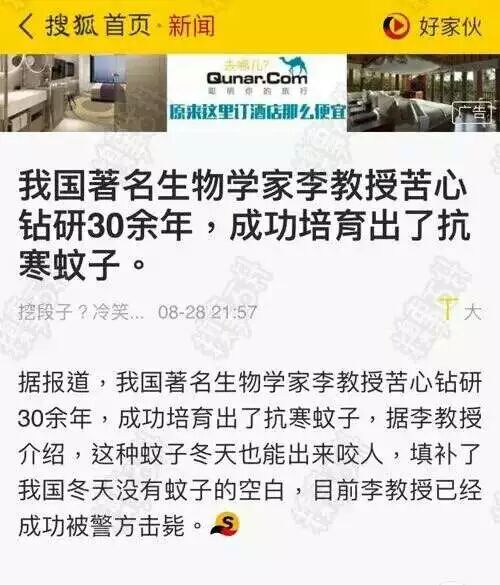 搜狐首页·新闻
好家伙
去哪儿?
Qunar.Com
聪明你的旅行
原来这里订酒店那么便宜
广告
我国著名生物学家李教授苦心
钻研30余年，成功培育出了抗
寒蚊子。
挖段子？冷笑... 08-28 21:57
大
据报道，我国著名生物学家李教授苦心钻研
30余年，成功培育出了抗寒蚊子，据李教授
介绍，这种蚊子冬天也能出来咬人，填补了
我国冬天没有蚊子的空白，目前李教授已经
成功被警方击毙。